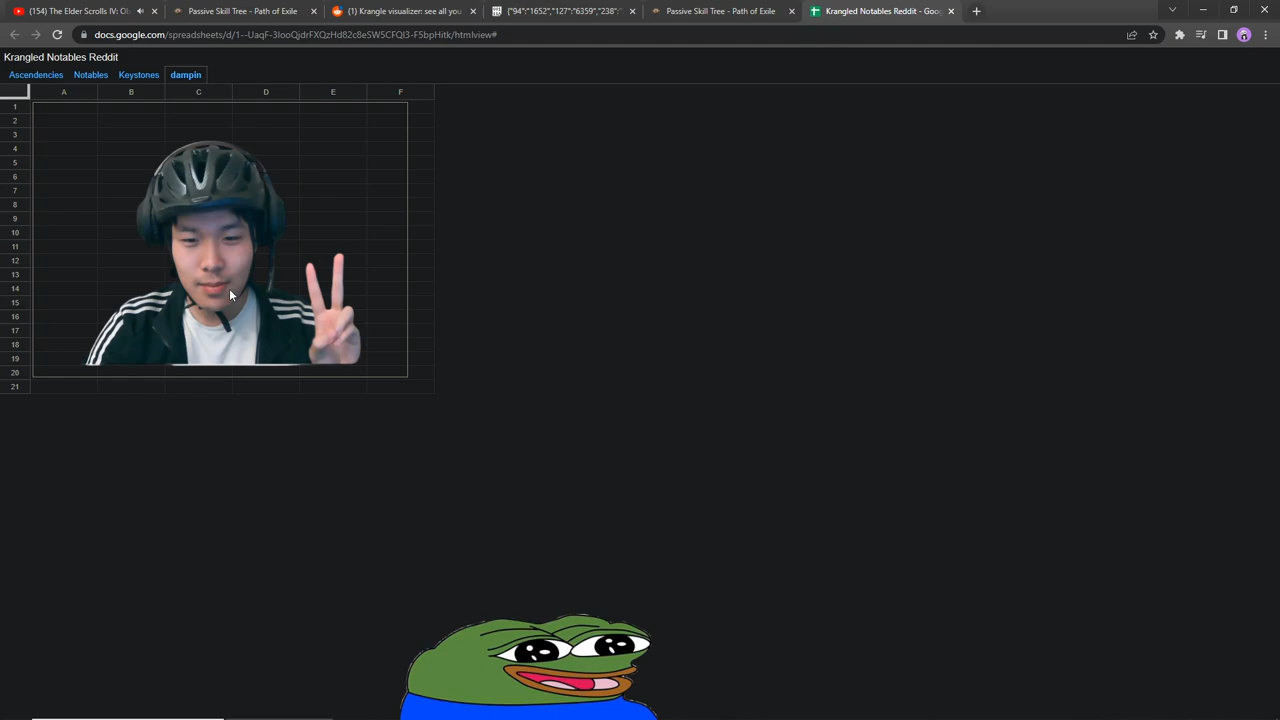 (154) The Elder Scrolls IV: Ob
Passive Skill Tree - Path of Exile
(1) Krangle visualizer: see all you
{"94":"1652","127":"6359","238":"
Passive Skill Tree - Path of Exile
Krangled Notables Reddit - Goog
docs.google.com/spreadsheets/d/1--UaqF-3looQjdrFXQzHd82c8eSW5CFQl3-F5bpHitk/htmlview#
Krangled Notables Reddit
Ascendencies Notables Keystones dampin
A B C D E F
1
2
3
4
5
6
7
8
9
10
11
12
13
14
15
16
17
18
19
20
21